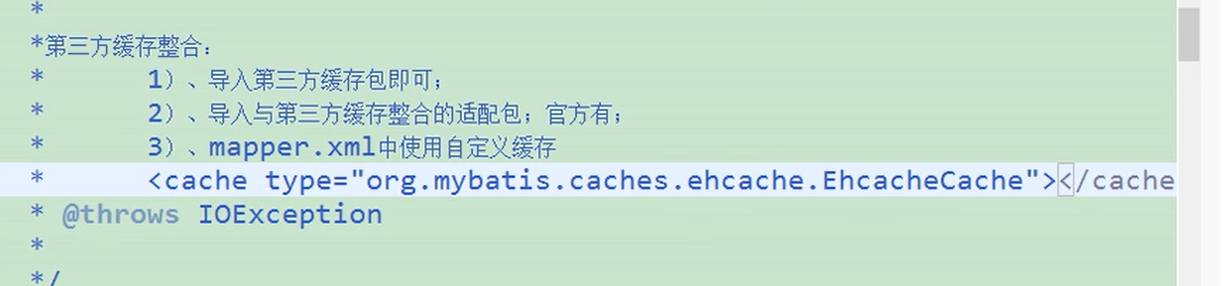 *
*第三方缓存整合：
* 1）、导入第三方缓存包即可；
* 2）、导入与第三方缓存整合的适配包；官方有；
* 3）、mapper.xml中使用自定义缓存
* <cache type="org.mybatis.caches.ehcache.EhcacheCache"></cache
* @throws IOException
*
*/